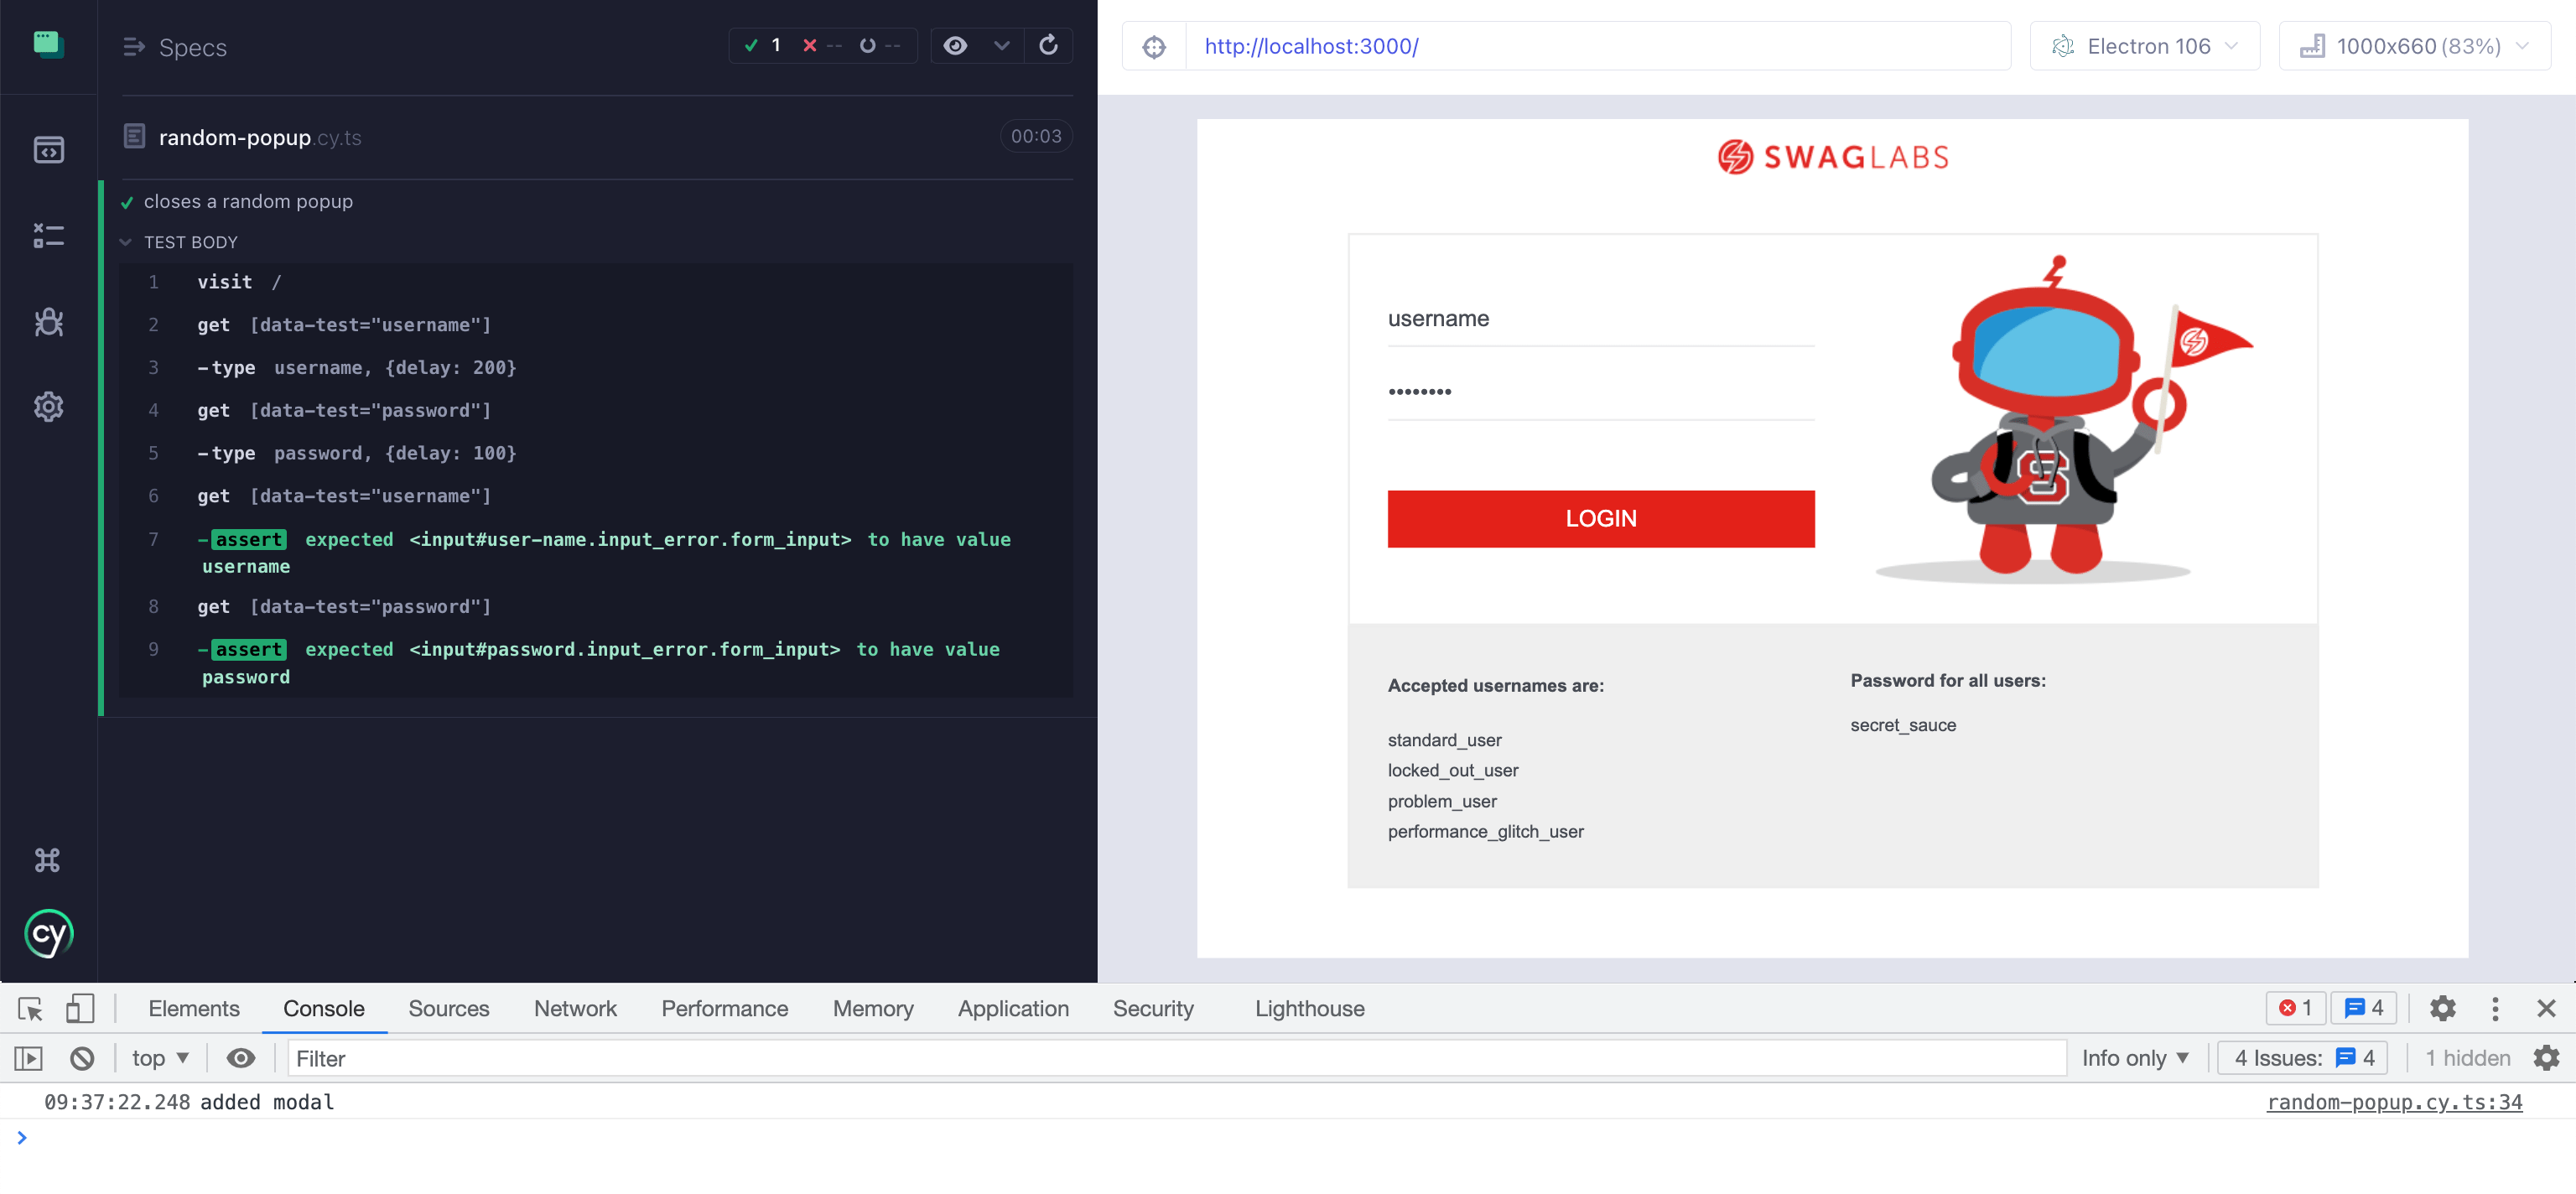 Specs
1 -- --
random-popup.cy.ts
00:03
closes a random popup
TEST BODY
1 visit /
2 get [data-test="username"]
3 -type username, {delay: 200}
4 get [data-test="password"]
5 -type password, {delay: 100}
6 get [data-test="username"]
7 -assert expected <input#user-name.input_error.form_input> to have value
username
8 get [data-test="password"]
9 -assert expected <input#password.input_error.form_input> to have value
password
cy
http://localhost:3000/
Electron 106
1000x660 (83%)
SWAGLABS
username
••••••••
LOGIN
S
Accepted usernames are:
standard_user
locked_out_user
problem_user
performance_glitch_user
Password for all users:
secret_sauce
Elements Console Sources Network Performance Memory Application Security Lighthouse 1 4
top Filter Info only 4 Issues: 4 1 hidden
09:37:22.248 added modal random-popup.cy.ts:34